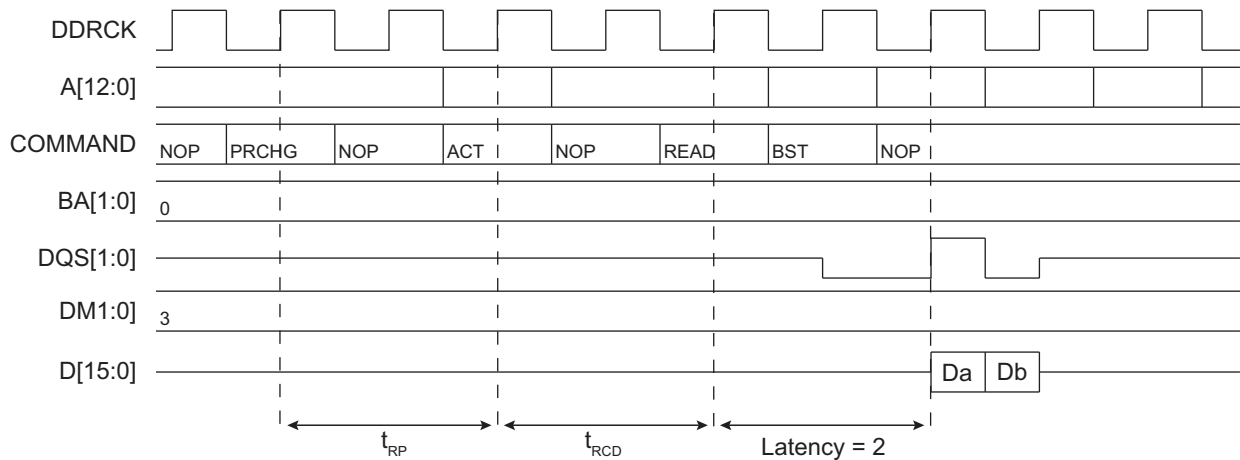 DDRCK
A[12:0]
COMMAND NOP PRCHG NOP ACT NOP READ BST NOP
BA[1:0] 0
DQS[1:0]
DM1:0] 3
D[15:0] Da Db
tRP tRCD Latency = 2